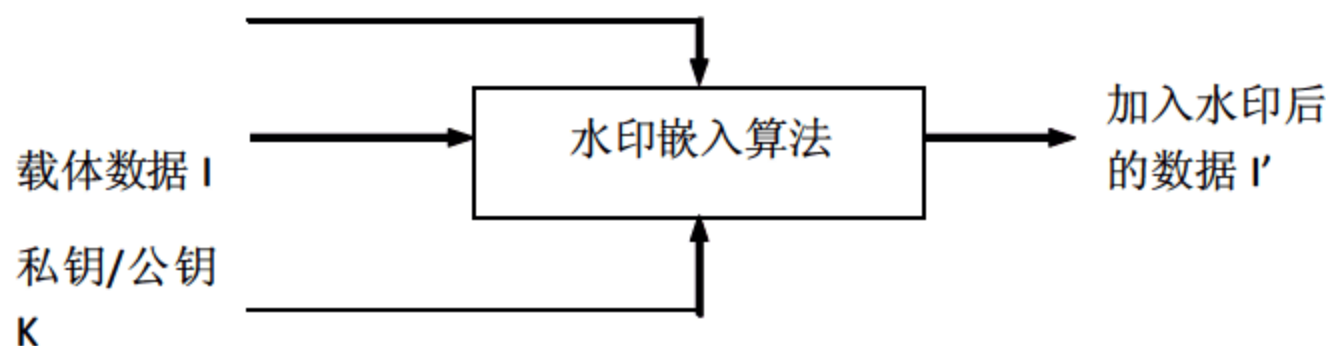 水印嵌入算法
加入水印后
的数据 I’
载体数据 I
私钥/公钥
K